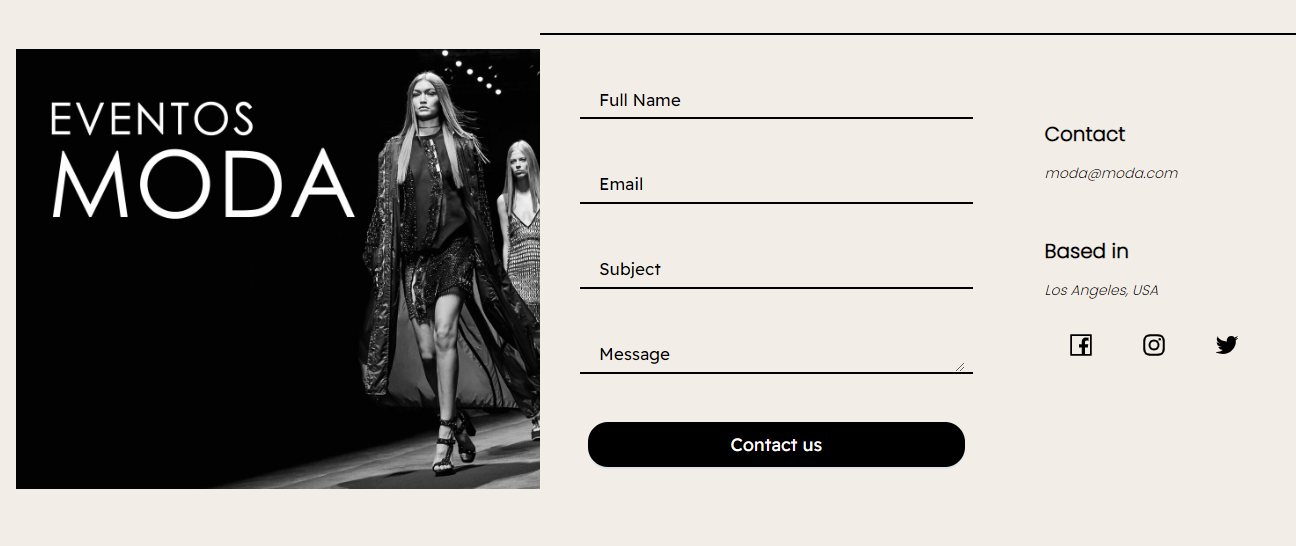 EVENTOS
MODA
Full Name
Email
Subject
Message
Contact us
Contact
moda@moda.com
Based in
Los Angeles, USA